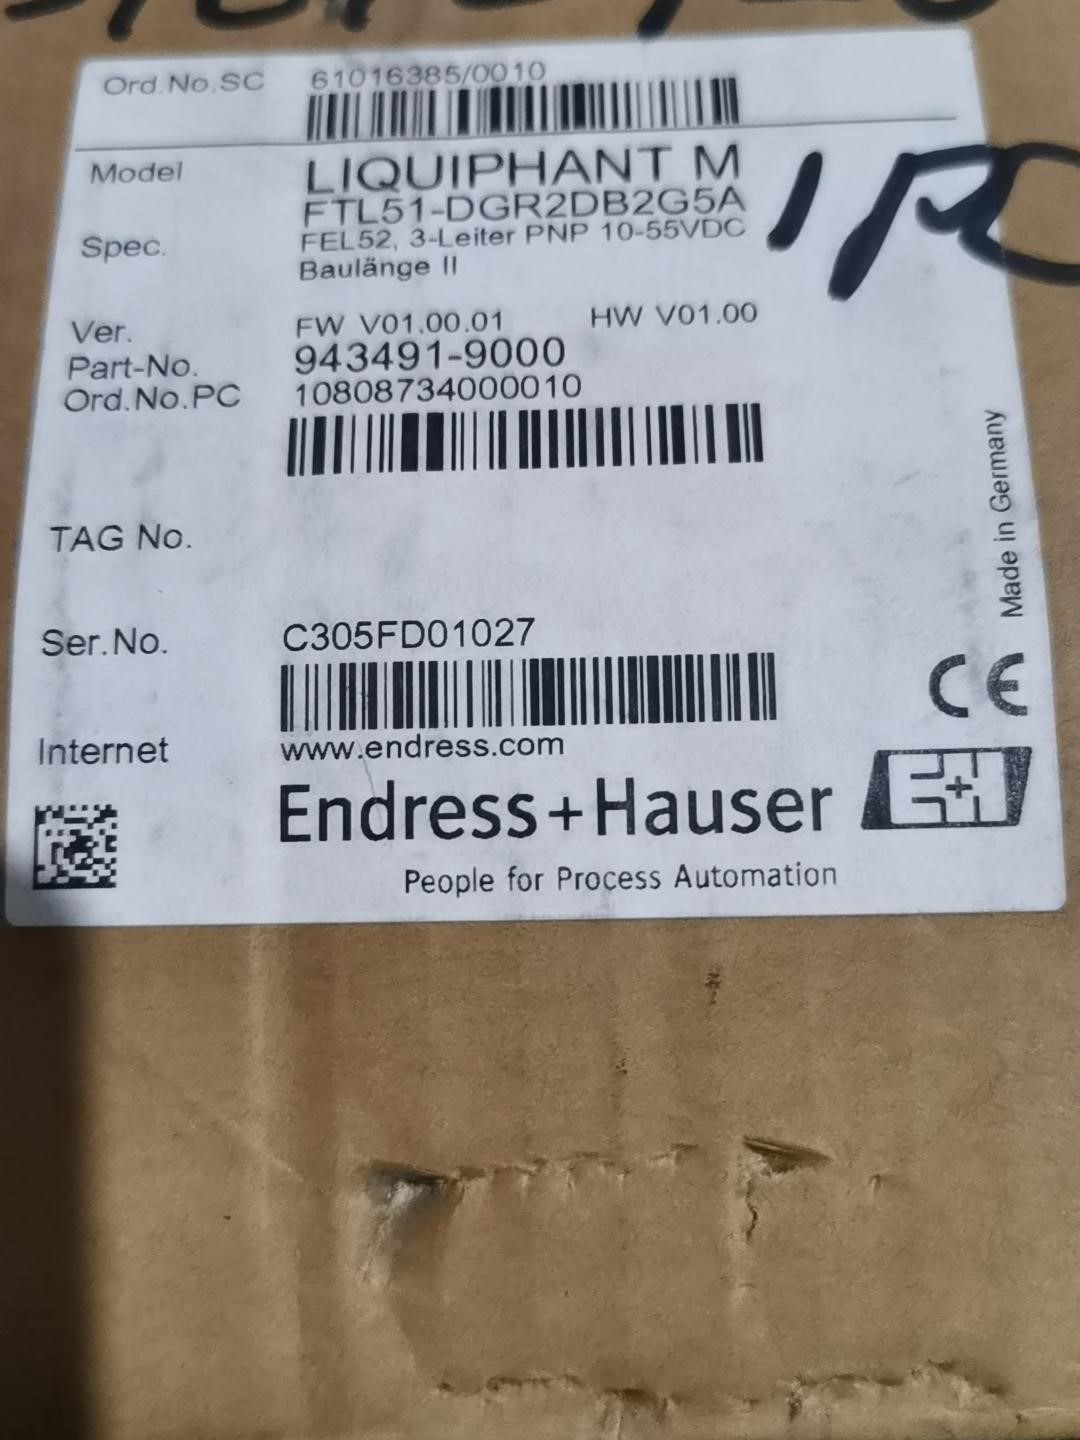 Ord.No.SC 61016385/0010
Model LIQUIPHANT M
FTL51-DGR2DB2G5A
Spec. FEL52, 3-Leiter PNP 10-55VDC
Baulänge II
Ver. FW V01.00.01 HW V01.00
Part-No. 943491-9000
Ord.No.PC 10808734000010
Made in Germany
TAG No.
Ser.No. C305FD01027
CE
Internet www.endress.com
Endress+Hauser E+H
People for Process Automation